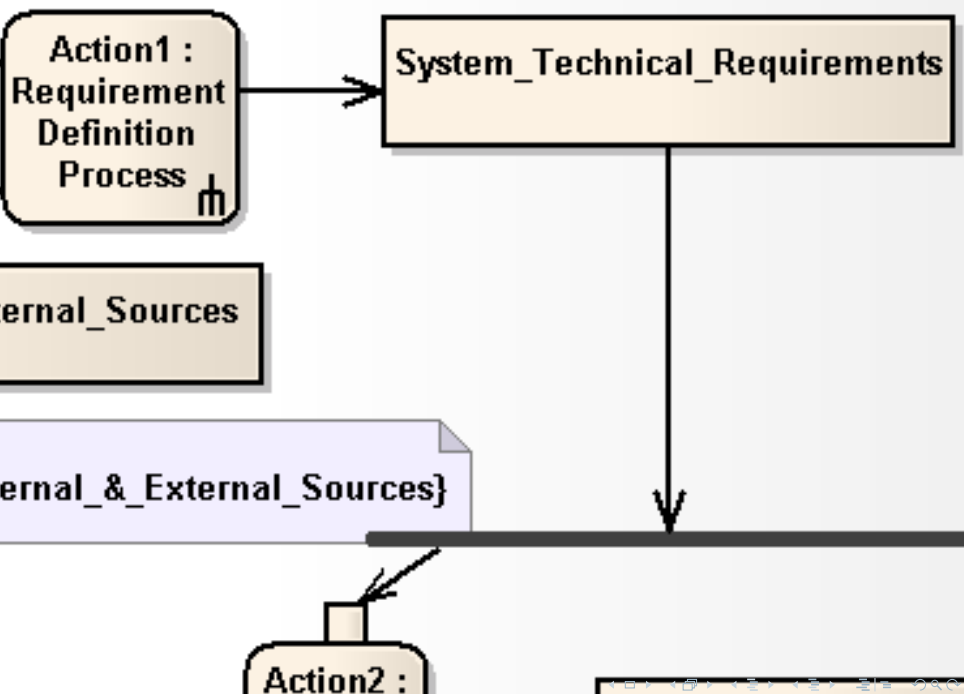 Action1 :
Requirement
Definition
Process
System_Technical_Requirements
ernal_Sources
ernal_&_External_Sources}
Action2 :